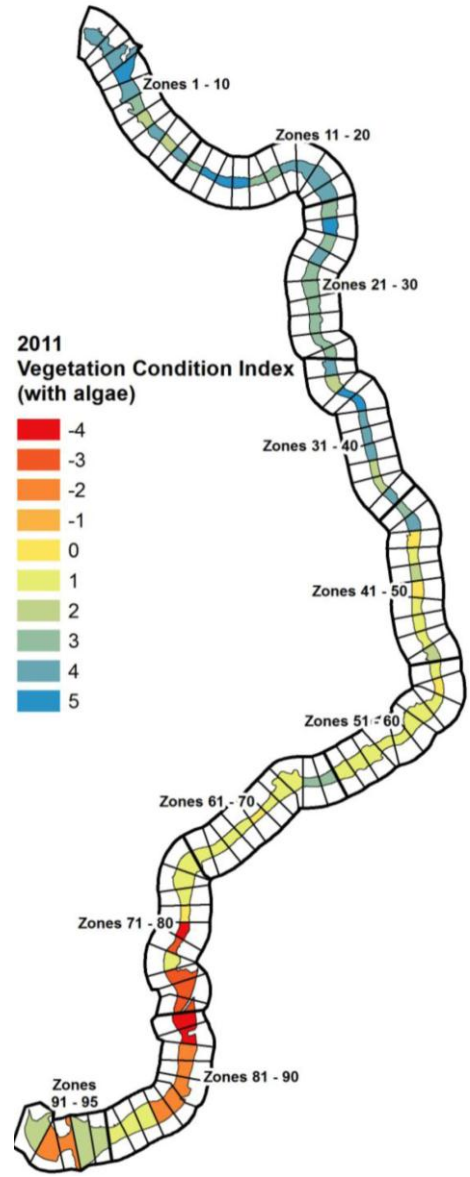 Zones 1 - 10
Zones 11 - 20
Zones 21 - 30
2011
Vegetation Condition Index
(with algae)
-4
-3
-2
-1
0
1
2
3
4
5
Zones 31 - 40
Zones 41 - 50
Zones 51 - 60
Zones 61 - 70
Zones 71 - 80
Zones 81 - 90
Zones
91 - 95